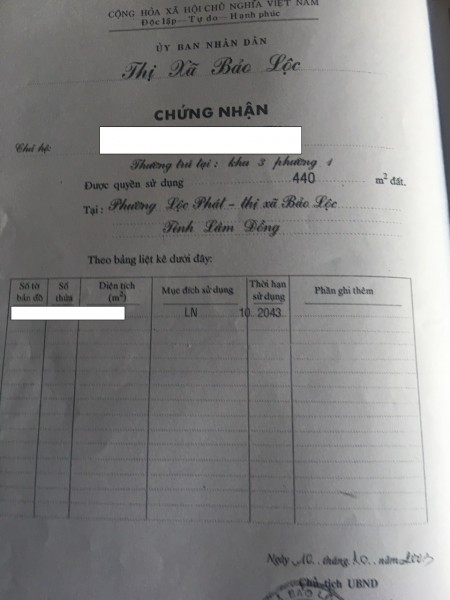 CỘNG HÒA XÃ HỘI CHỦ NGHĨA VIỆT NAM
Độc lập — Tự do — Hạnh phúc
ỦY BAN NHÂN DÂN
Thị Xã Bảo Lộc
CHỨNG NHẬN
Chủ hộ:
Thường trú tại : khu 3 phường 1
Được quyền sử dụng 440 m² đất.
Tại : Phường Lộc Phát - thị xã Bảo Lộc
Tỉnh Lâm Đồng
Theo bảng liệt kê dưới đây:
Số tờ bản đồ Số thửa Diện tích (m²) Mục đích sử dụng Thời hạn sử dụng Phần ghi thêm
LN 10. 2043.
Ngày 10 tháng 10 năm 2003
Chủ tịch UBND
BẢO LỘ